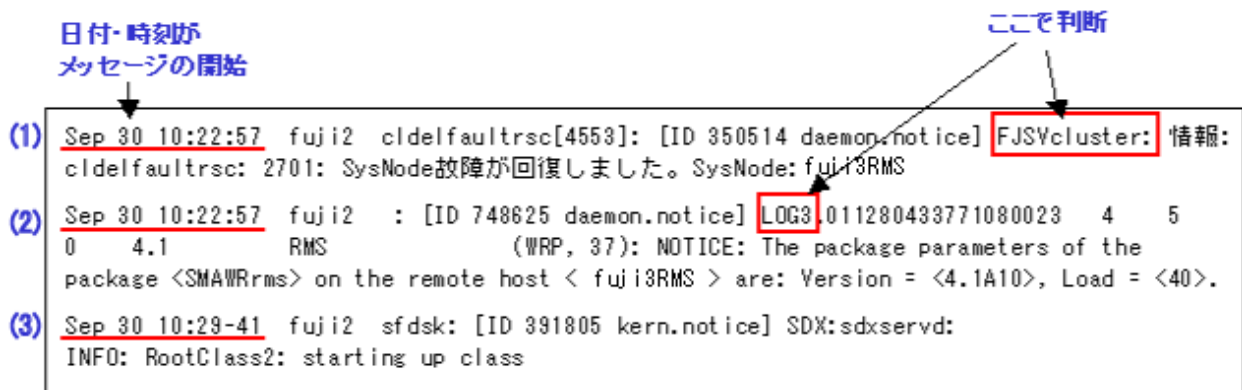 日付・時刻が
メッセージの開始
ここで判断
(1) Sep 30 10:22:57 fuji2 cldelfaultrsc[4553]: [ID 350514 daemon.notice] FJSVcluster: 情報:
cldelfaultrsc: 2701: SysNode故障が回復しました。SysNode:fuji3RMS
(2) Sep 30 10:22:57 fuji2 : [ID 748625 daemon.notice] LOG3.011280433771080023 4 5
0 4.1 RMS (WRP, 37): NOTICE: The package parameters of the
package <SMAWRrms> on the remote host < fuji3RMS > are: Version = <4.1A10>, Load = <40>.
(3) Sep 30 10:29-41 fuji2 sfdsk: [ID 391805 kern.notice] SDX:sdxservd:
INFO: RootClass2: starting up class